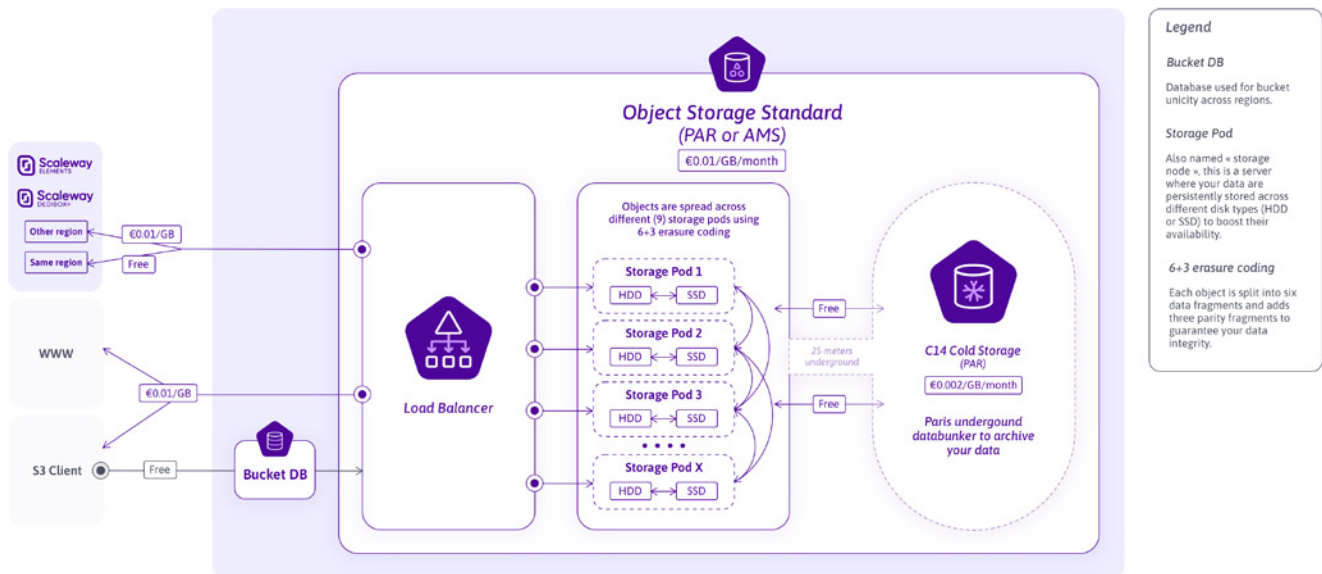 Object Storage Standard
(PAR or AMS)
€0.01/GB/month
Scaleway
ELEMENTS
Scaleway
DEDIBOX
Other region
€0.01/GB
Same region
Free
WWW
€0.01/GB
S3 Client
Free
Bucket DB
Load Balancer
Objects are spread across
different (9) storage pods using
6+3 erasure coding
Storage Pod 1
HDD
SSD
Storage Pod 2
HDD
SSD
Storage Pod 3
HDD
SSD
Storage Pod X
HDD
SSD
Free
25 meters
underground
Free
C14 Cold Storage
(PAR)
€0.002/GB/month
Paris undergound
databunker to archive
your data
Legend
Bucket DB
Database used for bucket
unicity across regions.
Storage Pod
Also named « storage
node », this is a server
where your data are
persistently stored across
different disk types (HDD
or SSD) to boost their
availability.
6+3 erasure coding
Each object is split into six
data fragments and adds
three parity fragments to
guarantee your data
integrity.